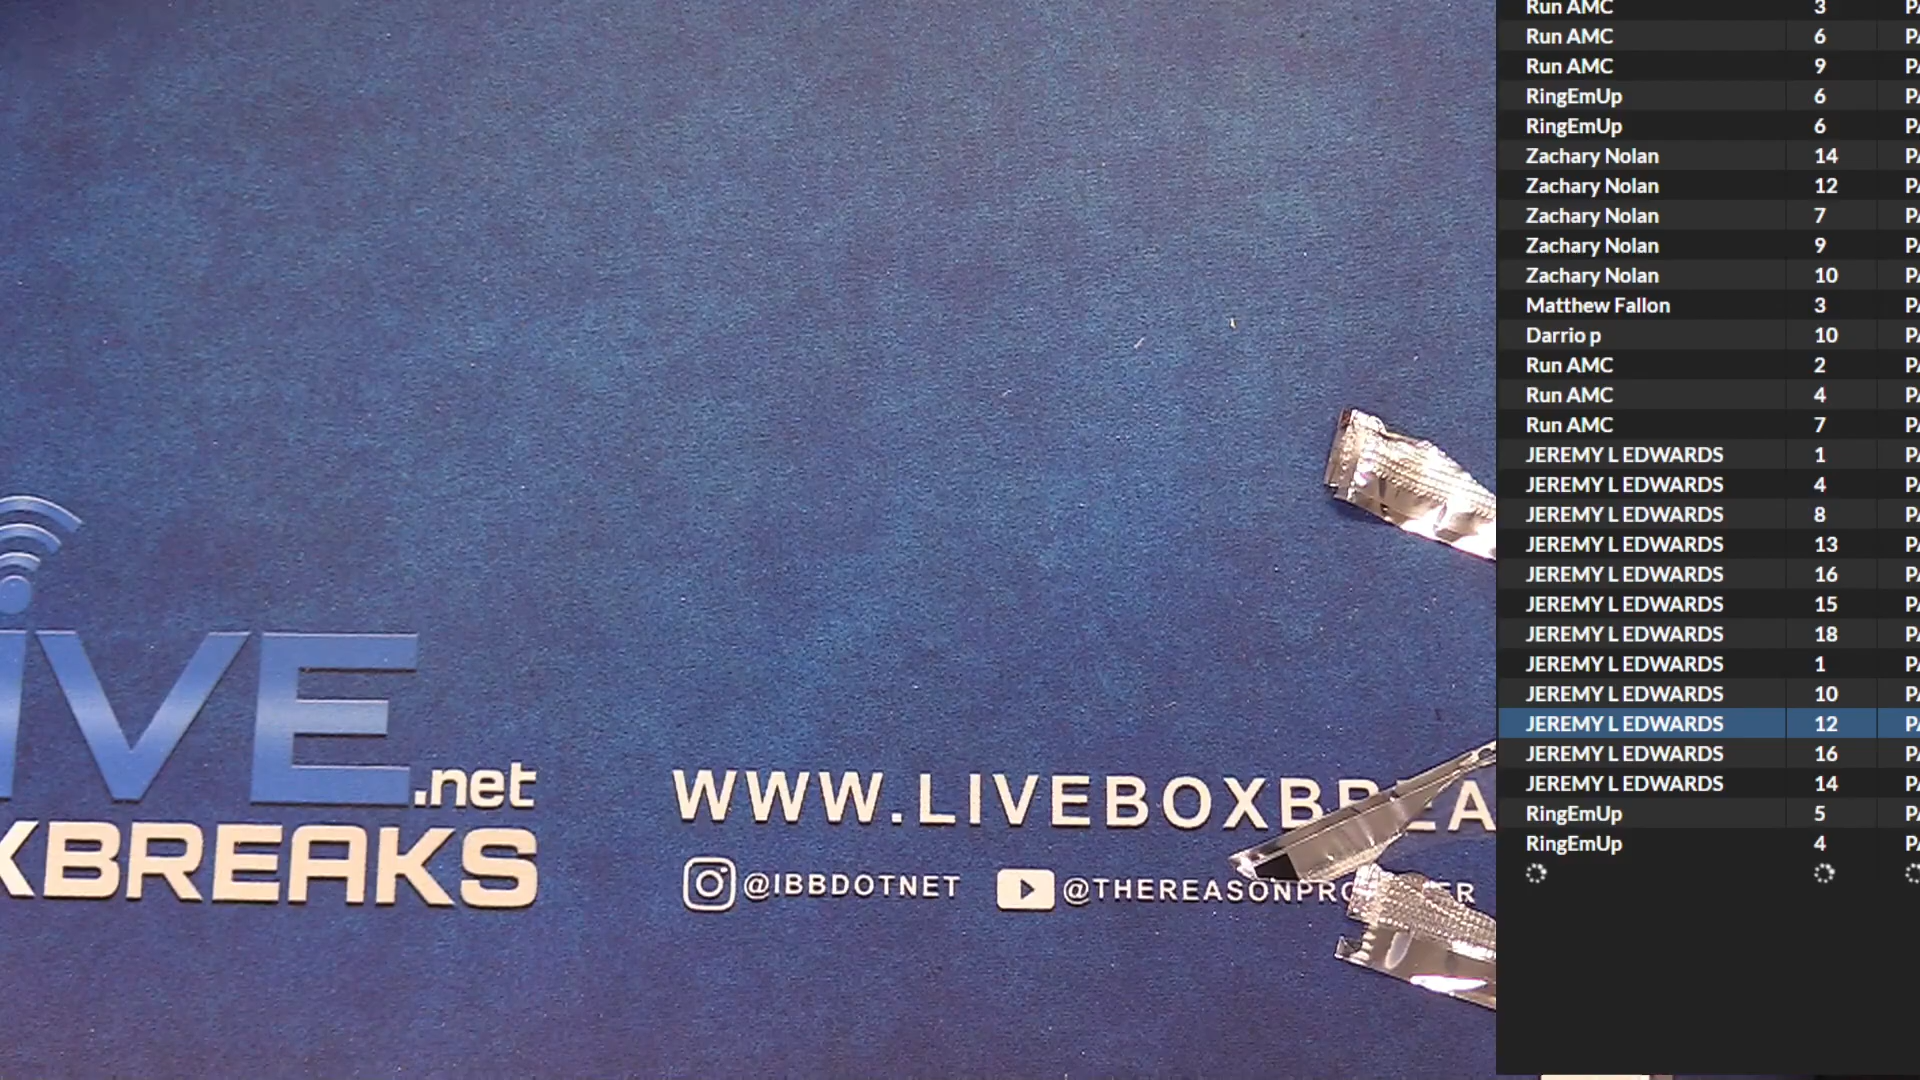 Run AMC 3
Run AMC 6
Run AMC 9
RingEmUp 6
RingEmUp 6
Zachary Nolan 14
Zachary Nolan 12
Zachary Nolan 7
Zachary Nolan 9
Zachary Nolan 10
Matthew Fallon 3
Darrio p 10
Run AMC 2
Run AMC 4
Run AMC 7
JEREMY L EDWARDS 1
JEREMY L EDWARDS 4
JEREMY L EDWARDS 8
JEREMY L EDWARDS 13
JEREMY L EDWARDS 16
JEREMY L EDWARDS 15
JEREMY L EDWARDS 18
JEREMY L EDWARDS 1
JEREMY L EDWARDS 10
JEREMY L EDWARDS 12
JEREMY L EDWARDS 16
JEREMY L EDWARDS 14
RingEmUp 5
RingEmUp 4
iVE.net
XBREAKS
WWW.LIVEBOXBREA
@IBBDOTNET